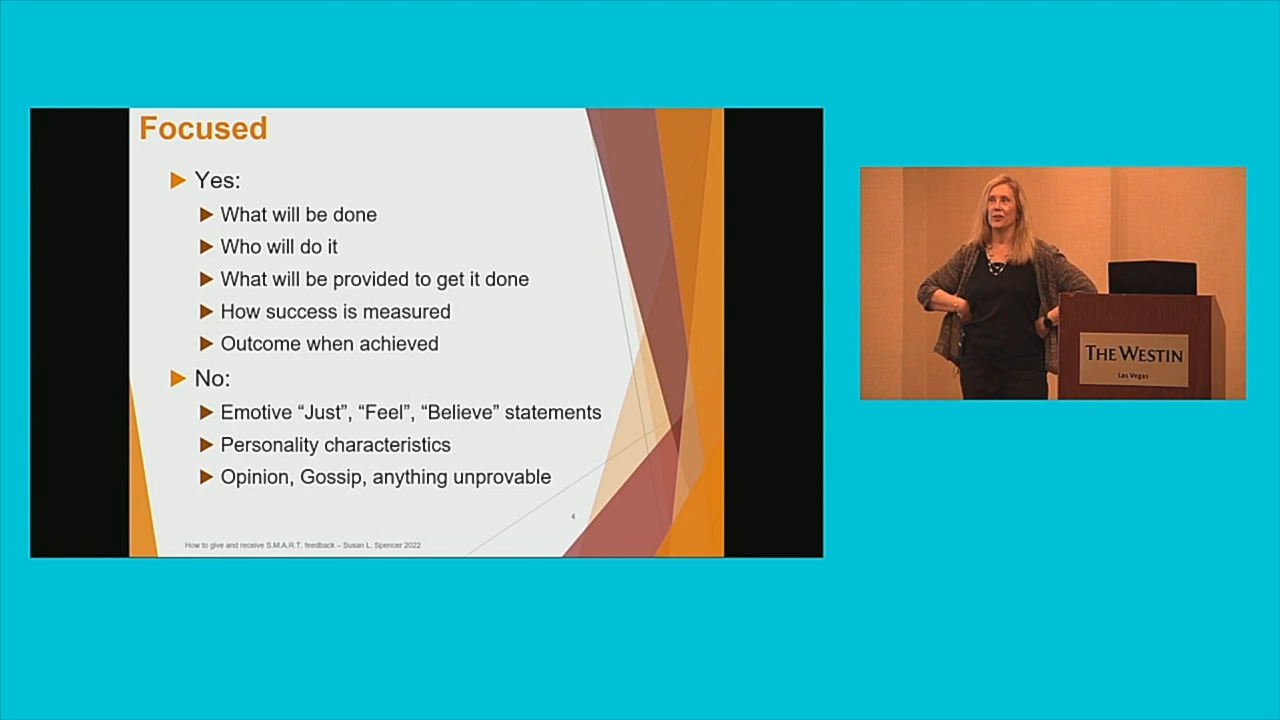 Focused
Yes:
What will be done
Who will do it
What will be provided to get it done
How success is measured
Outcome when achieved
No:
Emotive “Just”, “Feel”, “Believe” statements
Personality characteristics
Opinion, Gossip, anything unprovable
4
How to give and receive S.M.A.R.T. feedback – Susan L. Spencer 2022
THE WESTIN
Las Vegas